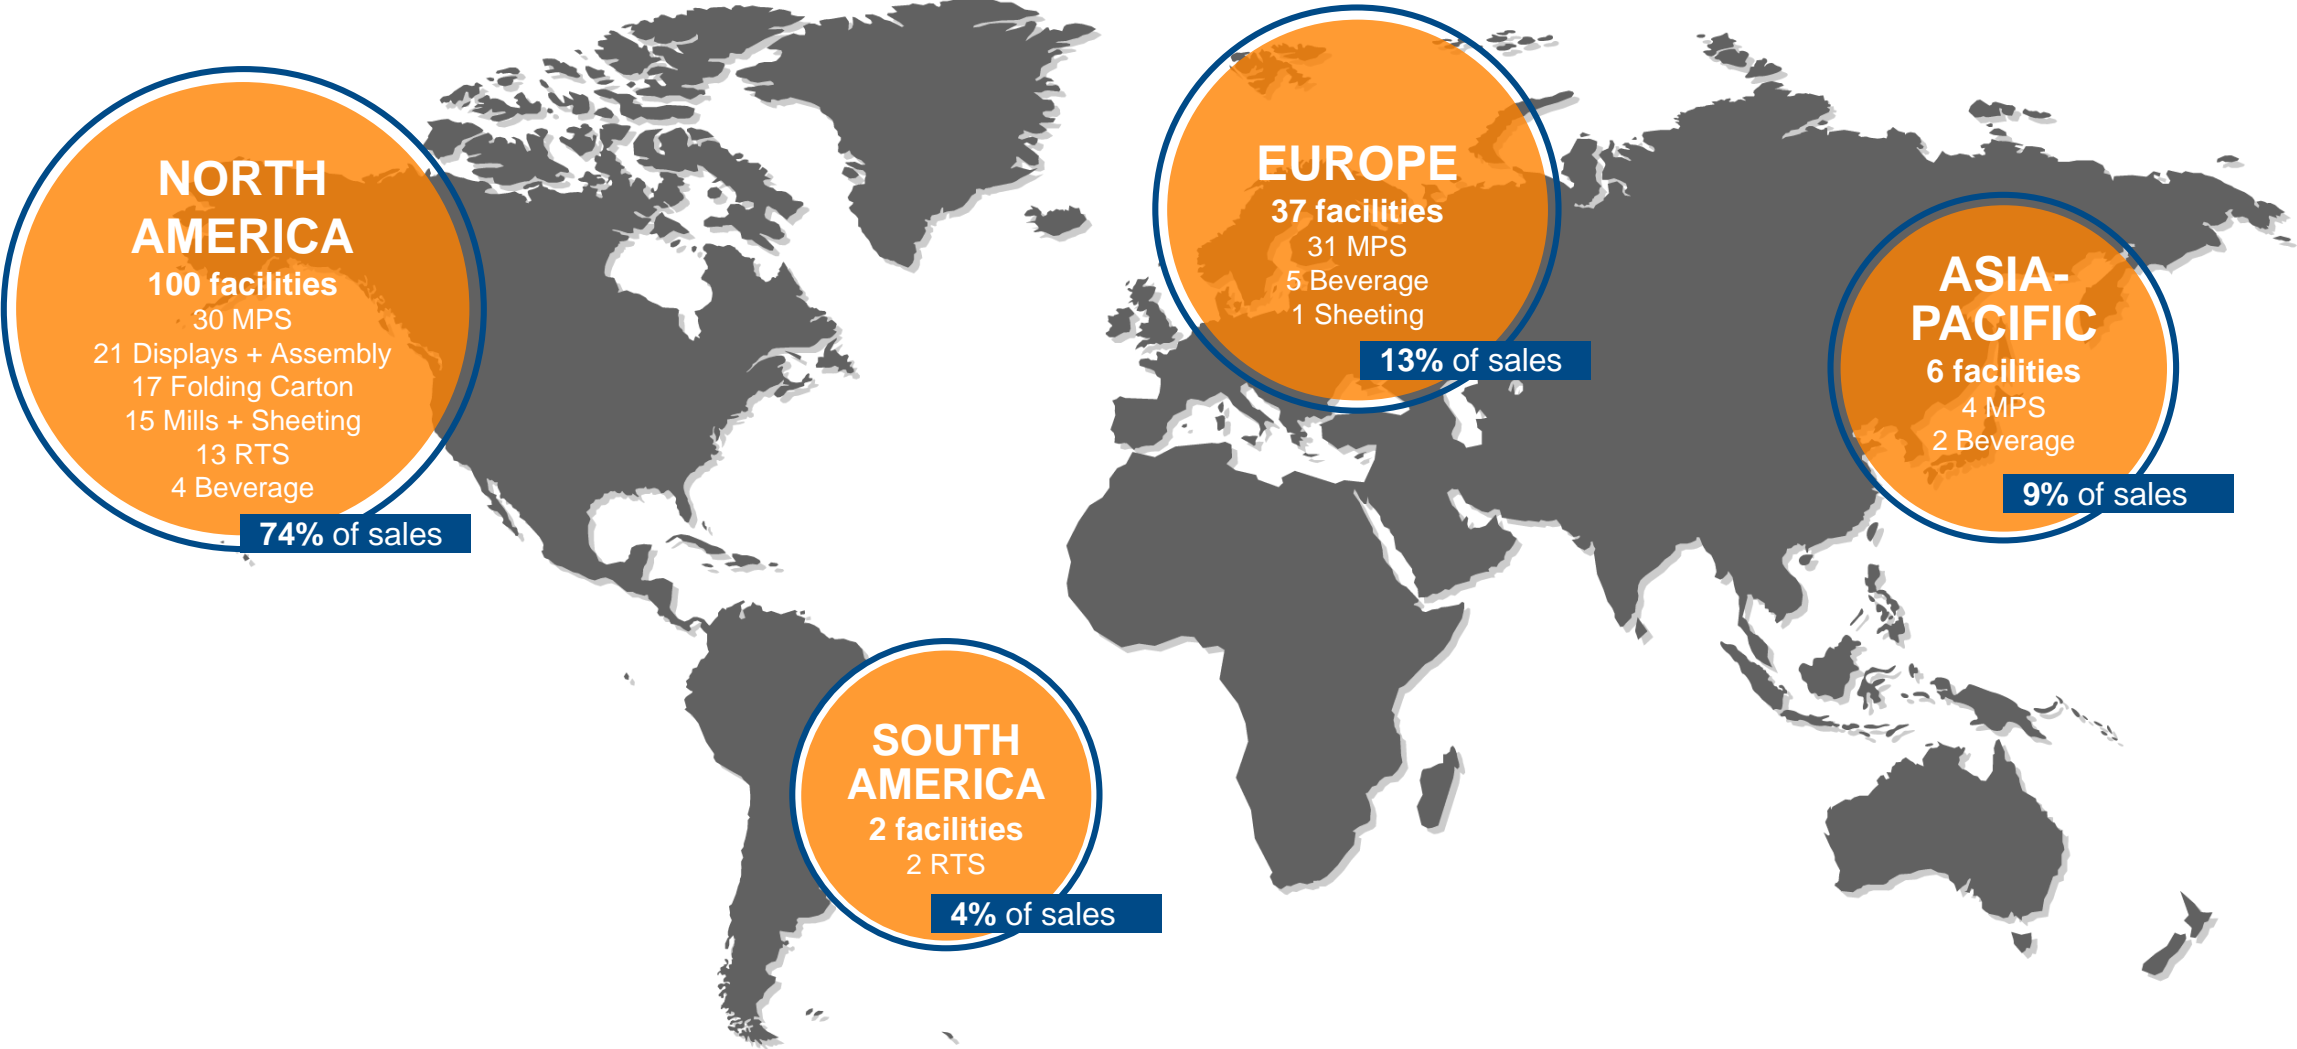 NORTH
AMERICA
100 facilities
30 MPS
21 Displays + Assembly
17 Folding Carton
15 Mills + Sheeting
13 RTS
4 Beverage
74% of sales
EUROPE
37 facilities
31 MPS
5 Beverage
1 Sheeting
13% of sales
ASIA-
PACIFIC
6 facilities
4 MPS
2 Beverage
9% of sales
SOUTH
AMERICA
2 facilities
2 RTS
4% of sales